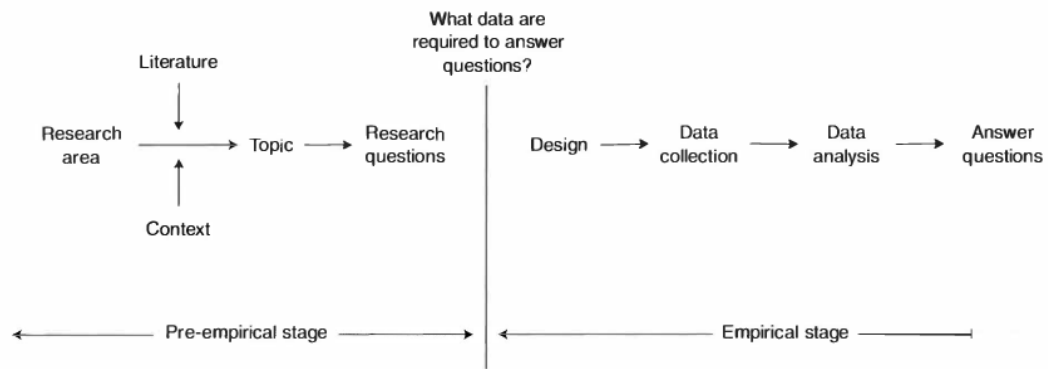 What data are
required to answer
questions?
Literature
Research
area
Topic
Research
questions
Design
Data
collection
Data
analysis
Answer
questions
Context
Pre-empirical stage
Empirical stage